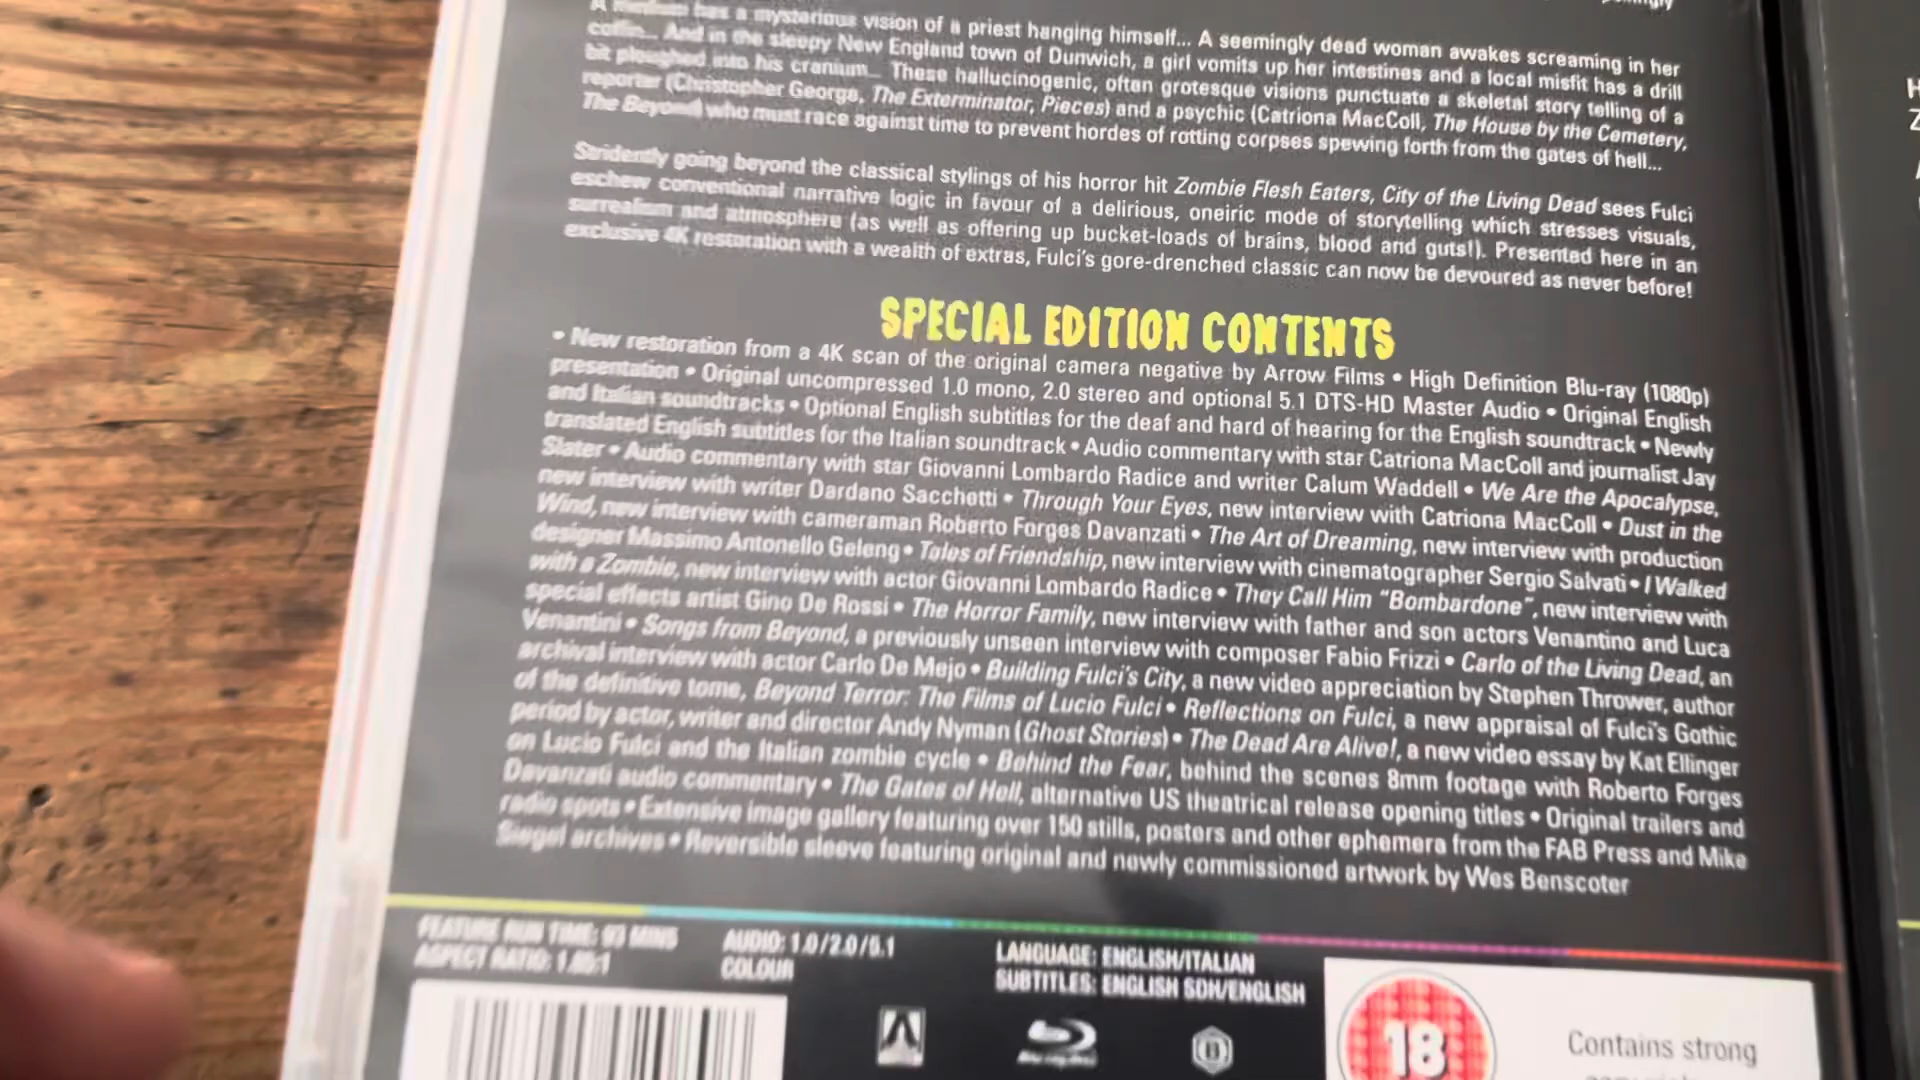 A medium has a mysterious vision of a priest hanging himself... A seemingly dead woman awakes screaming in her
coffin... And in the sleepy New England town of Dunwich, a girl vomits up her intestines and a local misfit has a drill
bit ploughed into his cranium... These hallucinogenic, often grotesque visions punctuate a skeletal story telling of a
reporter (Christopher George, The Exterminator, Pieces) and a psychic (Catriona MacColl, The House by the Cemetery,
The Beyond) who must race against time to prevent hordes of rotting corpses spewing forth from the gates of hell...
Stridently going beyond the classical stylings of his horror hit Zombie Flesh Eaters, City of the Living Dead sees Fulci
eschew conventional narrative logic in favour of a delirious, oneiric mode of storytelling which stresses visuals,
surrealism and atmosphere (as well as offering up bucket-loads of brains, blood and guts!). Presented here in an
exclusive 4K restoration with a wealth of extras, Fulci's gore-drenched classic can now be devoured as never before!
SPECIAL EDITION CONTENTS
• New restoration from a 4K scan of the original camera negative by Arrow Films • High Definition Blu-ray (1080p)
presentation • Original uncompressed 1.0 mono, 2.0 stereo and optional 5.1 DTS-HD Master Audio • Original English
and Italian soundtracks • Optional English subtitles for the deaf and hard of hearing for the English soundtrack • Newly
translated English subtitles for the Italian soundtrack • Audio commentary with star Catriona MacColl and journalist Jay
Slater • Audio commentary with star Giovanni Lombardo Radice and writer Calum Waddell • We Are the Apocalypse,
new interview with writer Dardano Sacchetti • Through Your Eyes, new interview with Catriona MacColl • Dust in the
Wind, new interview with cameraman Roberto Forges Davanzati • The Art of Dreaming, new interview with production
designer Massimo Antonello Geleng • Tales of Friendship, new interview with cinematographer Sergio Salvati • I Walked
with a Zombie, new interview with actor Giovanni Lombardo Radice • They Call Him "Bombardone", new interview with
special effects artist Gino De Rossi • The Horror Family, new interview with father and son actors Venantino and Luca
Venantini • Songs from Beyond, a previously unseen interview with composer Fabio Frizzi • Carlo of the Living Dead, an
archival interview with actor Carlo De Mejo • Building Fulci's City, a new video appreciation by Stephen Thrower, author
of the definitive tome, Beyond Terror: The Films of Lucio Fulci • Reflections on Fulci, a new appraisal of Fulci's Gothic
period by actor, writer and director Andy Nyman (Ghost Stories) • The Dead Are Alive!, a new video essay by Kat Ellinger
on Lucio Fulci and the Italian zombie cycle • Behind the Fear, behind the scenes 8mm footage with Roberto Forges
Davanzati audio commentary • The Gates of Hell, alternative US theatrical release opening titles • Original trailers and
radio spots • Extensive image gallery featuring over 150 stills, posters and other ephemera from the FAB Press and Mike
Siegel archives • Reversible sleeve featuring original and newly commissioned artwork by Wes Benscoter
FEATURE RUN TIME: 93 MINS
ASPECT RATIO: 1.85:1
AUDIO: 1.0/2.0/5.1
COLOUR
LANGUAGE: ENGLISH/ITALIAN
SUBTITLES: ENGLISH SDH/ENGLISH
Blu-ray Disc
B
18
Contains strong